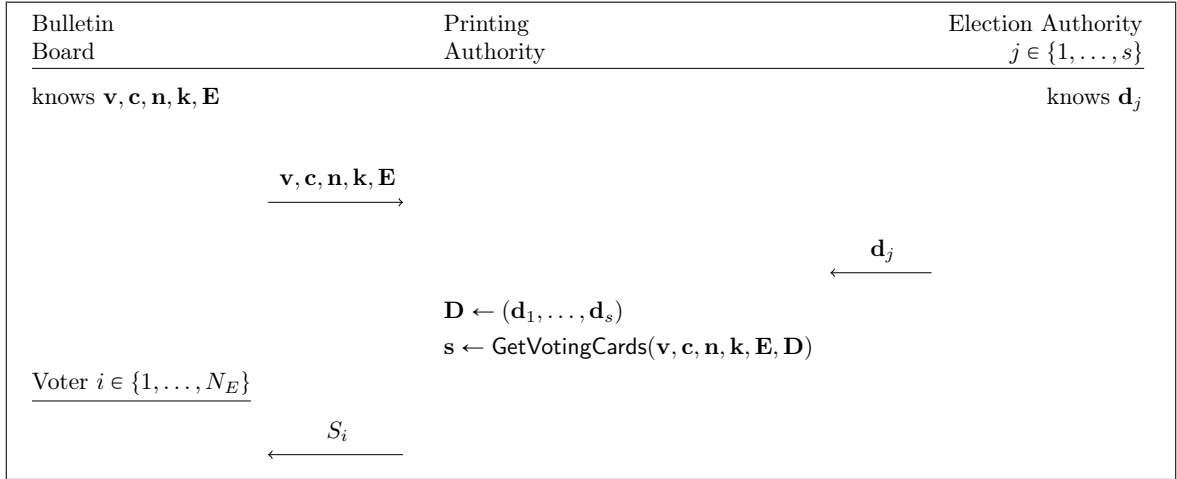 Bulletin Board
Printing Authority
Election Authority j ∈ {1, . . . , s}
knows v, c, n, k, E
knows d_j
v, c, n, k, E
d_j
D ← (d_1, . . . , d_s)
s ← GetVotingCards(v, c, n, k, E, D)
Voter i ∈ {1, . . . , N_E}
S_i